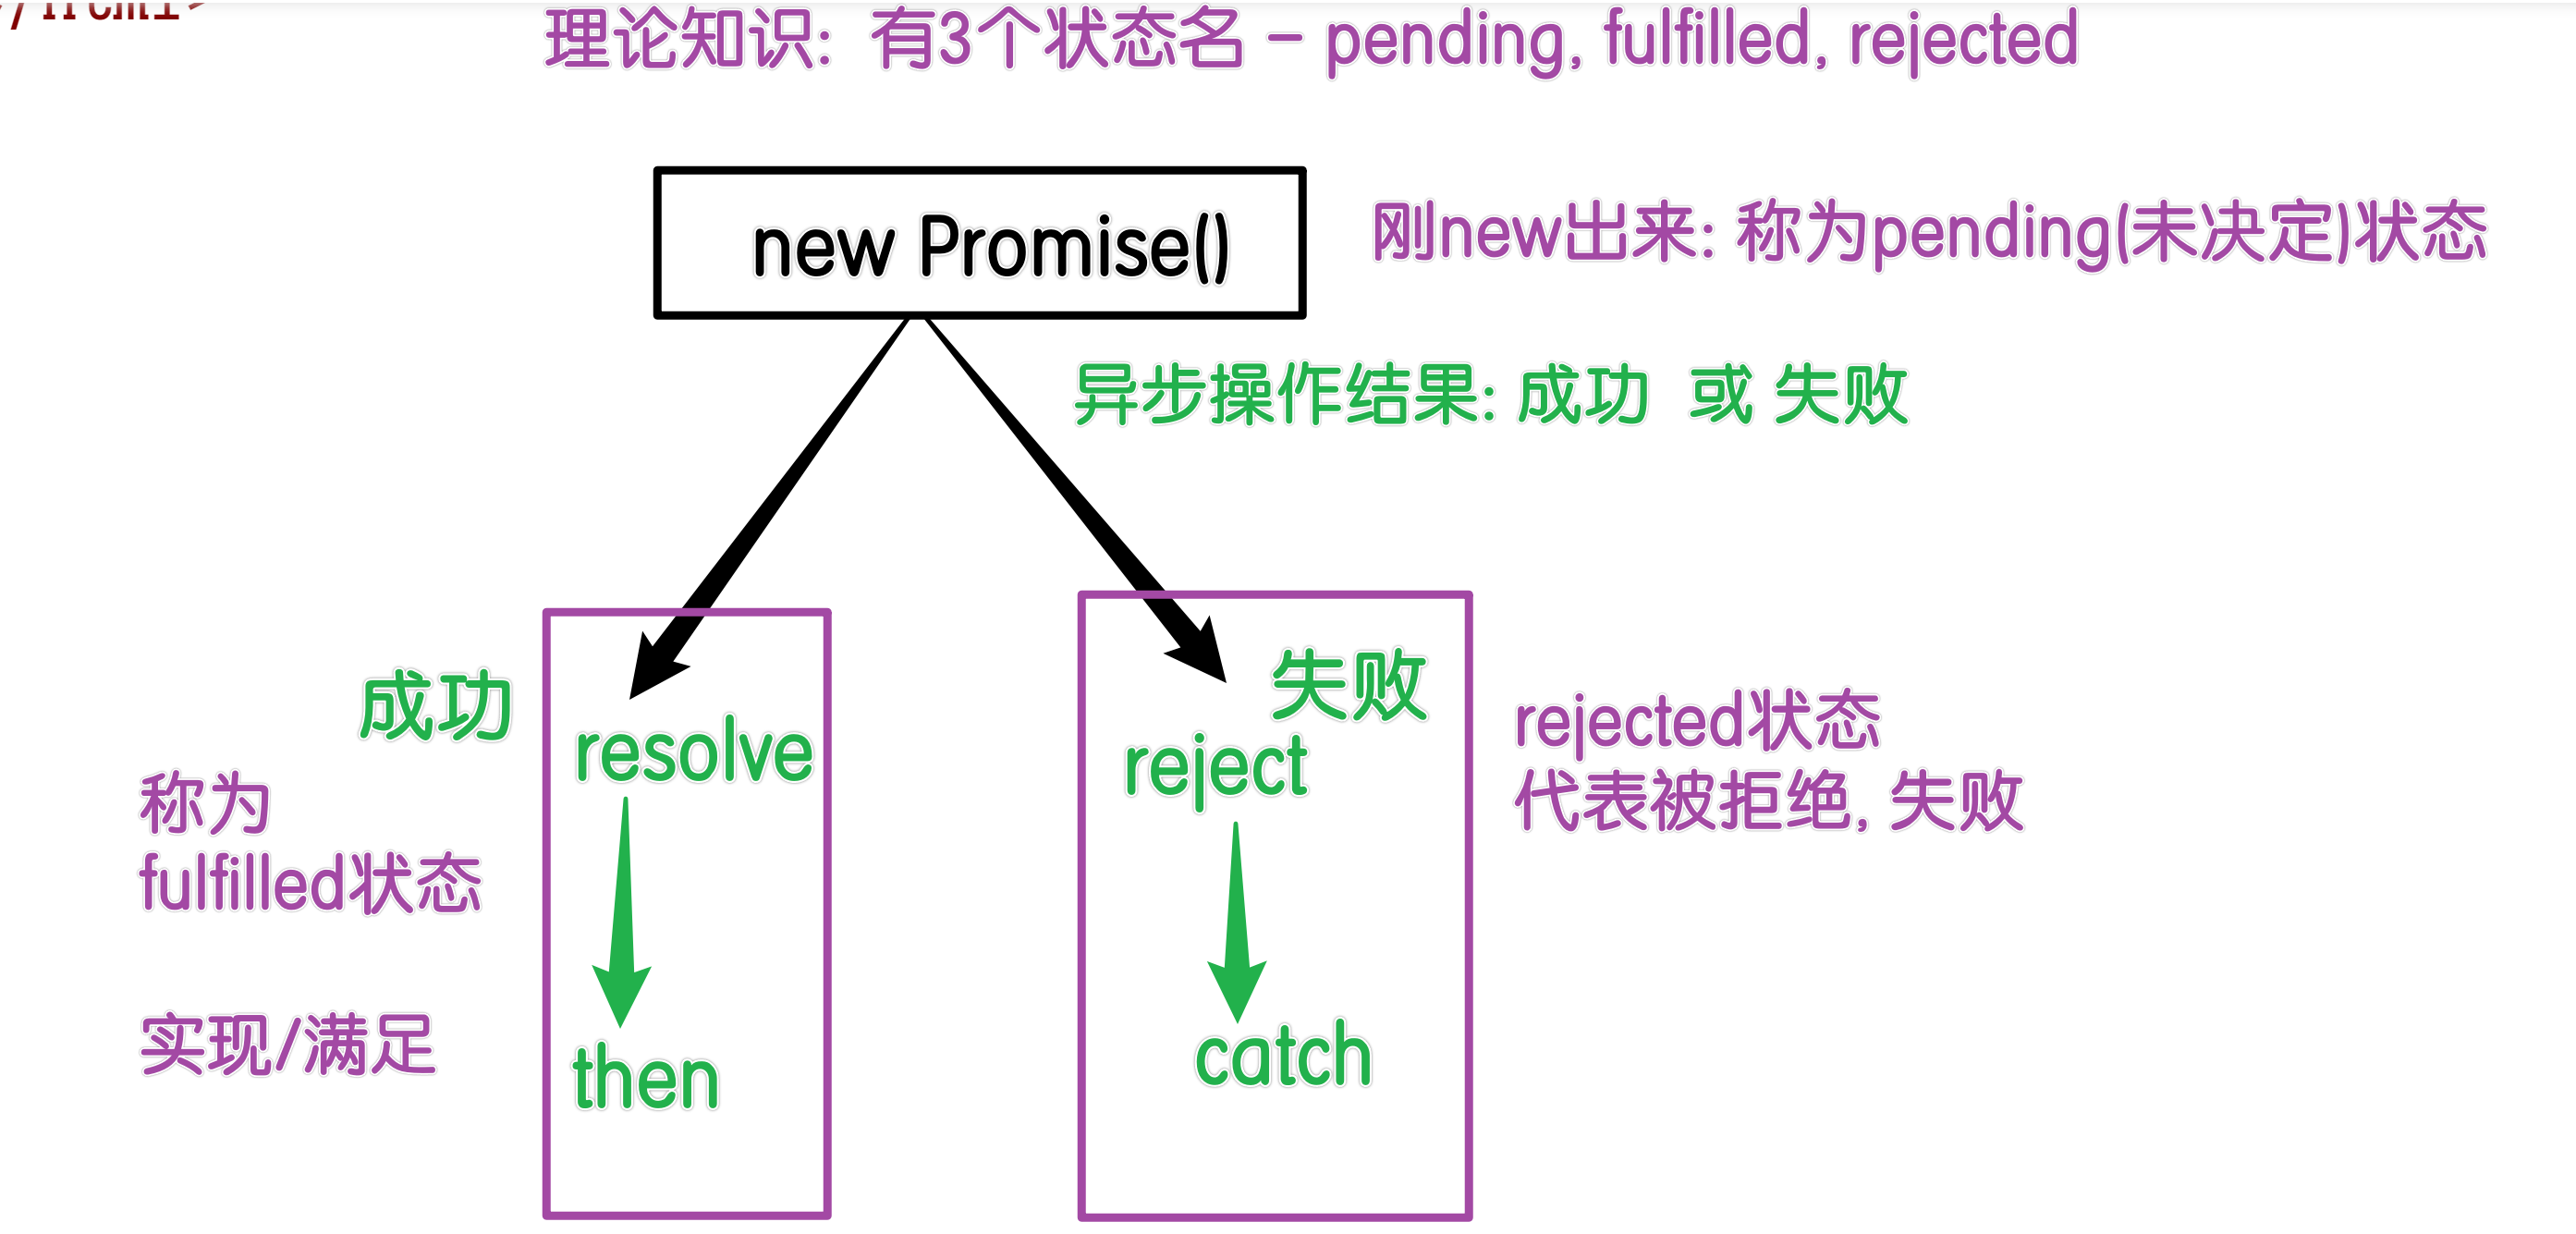 理论知识: 有3个状态名 - pending, fulfilled, rejected
new Promise()
刚new出来: 称为pending(未决定)状态
异步操作结果: 成功 或 失败
成功
resolve
then
称为
fulfilled状态
实现/满足
失败
reject
catch
rejected状态
代表被拒绝, 失败